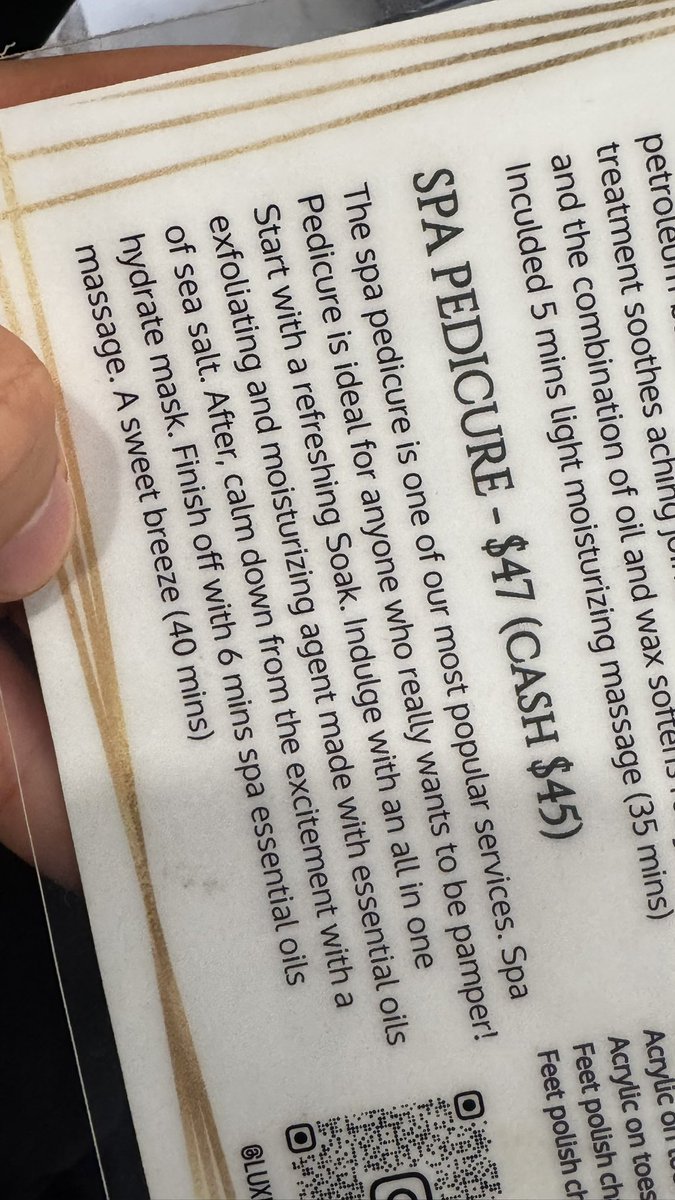 petroleum
treatment soothes aching
and the combination of oil and wax softens
Inculded 5 mins light moisturizing massage (35 mins)
SPA PEDICURE - $47 (CASH $45)
The spa pedicure is one of our most popular services. Spa
Pedicure is ideal for anyone who really wants to be pamper!
Start with a refreshing Soak. Indulge with an all in one
exfoliating and moisturizing agent made with essential oils
of sea salt. After, calm down from the excitement with a
hydrate mask. Finish off with 6 mins spa essential oils
massage. A sweet breeze (40 mins)
Acrylic on
Acrylic on toes
Feet polish
Feet polish